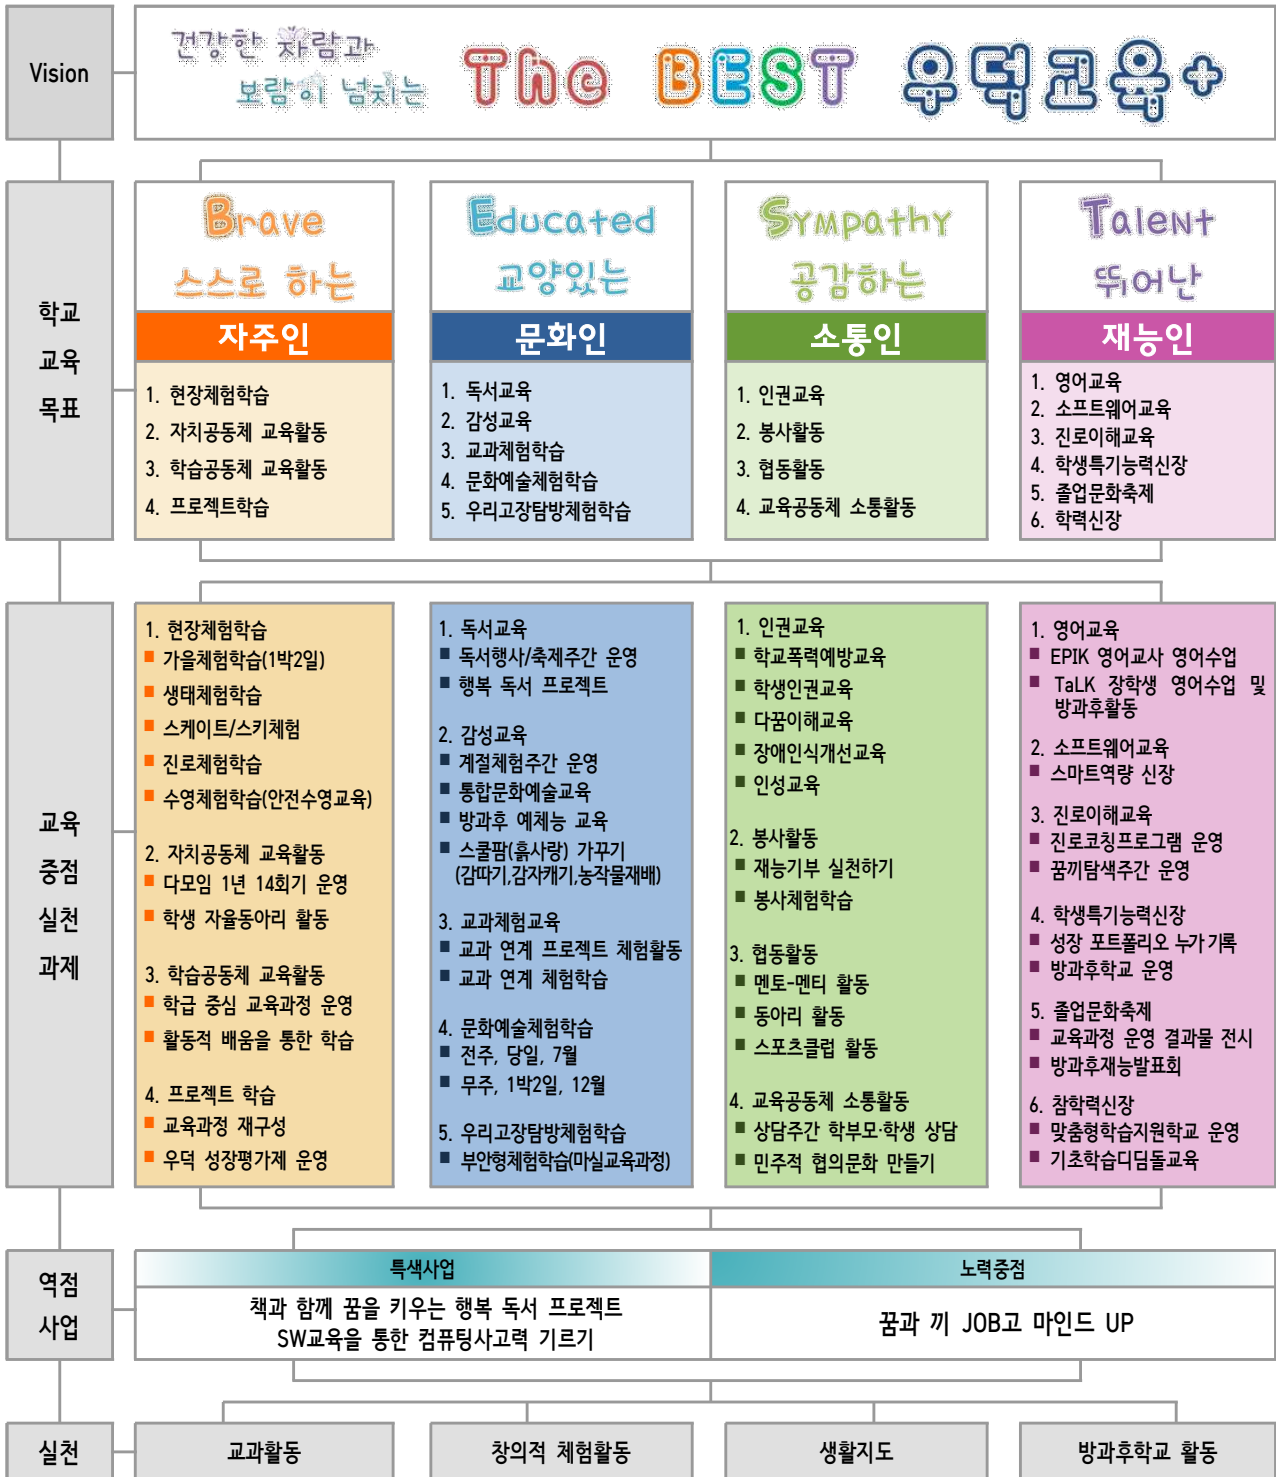 Vision
건강한 자람과
보람이 넘치는
The BEST 우덕교육+
학교
교육
목표
Brave
스스로 하는
자주인
1. 현장체험학습
2. 자치공동체 교육활동
3. 학습공동체 교육활동
4. 프로젝트학습
Educated
교양있는
문화인
1. 독서교육
2. 감성교육
3. 교과체험학습
4. 문화예술체험학습
5. 우리고장탐방체험학습
Sympathy
공감하는
소통인
1. 인권교육
2. 봉사활동
3. 협동활동
4. 교육공동체 소통활동
Talent
뛰어난
재능인
1. 영어교육
2. 소프트웨어교육
3. 진로이해교육
4. 학생특기능력신장
5. 졸업문화축제
6. 학력신장
교육
중점
실천
과제
1. 현장체험학습
■ 가을체험학습(1박2일)
■ 생태체험학습
■ 스케이트/스키체험
■ 진로체험학습
■ 수영체험학습(안전수영교육)
2. 자치공동체 교육활동
■ 다모임 1년 14회기 운영
■ 학생 자율동아리 활동
3. 학습공동체 교육활동
■ 학급 중심 교육과정 운영
■ 활동적 배움을 통한 학습
4. 프로젝트 학습
■ 교육과정 재구성
■ 우덕 성장평가제 운영
1. 독서교육
■ 독서행사/축제주간 운영
■ 행복 독서 프로젝트
2. 감성교육
■ 계절체험주간 운영
■ 통합문화예술교육
■ 방과후 예체능 교육
■ 스쿨팜(흙사랑) 가꾸기
(감따기,감자캐기,농작물재배)
3. 교과체험교육
■ 교과 연계 프로젝트 체험활동
■ 교과 연계 체험학습
4. 문화예술체험학습
■ 전주, 당일, 7월
■ 무주, 1박2일, 12월
5. 우리고장탐방체험학습
■ 부안형체험학습(마실교육과정)
1. 인권교육
■ 학교폭력예방교육
■ 학생인권교육
■ 다꿈이해교육
■ 장애인식개선교육
■ 인성교육
2. 봉사활동
■ 재능기부 실천하기
■ 봉사체험학습
3. 협동활동
■ 멘토-멘티 활동
■ 동아리 활동
■ 스포츠클럽 활동
4. 교육공동체 소통활동
■ 상담주간 학부모·학생 상담
■ 민주적 협의문화 만들기
1. 영어교육
■ EPIK 영어교사 영어수업
■ TaLK 장학생 영어수업 및
방과후활동
2. 소프트웨어교육
■ 스마트역량 신장
3. 진로이해교육
■ 진로코칭프로그램 운영
■ 꿈끼탐색주간 운영
4. 학생특기능력신장
■ 성장 포트폴리오 누가 기록
■ 방과후학교 운영
5. 졸업문화축제
■ 교육과정 운영 결과물 전시
■ 방과후재능발표회
6. 참학력신장
■ 맞춤형학습지원학교 운영
■ 기초학습디딤돌교육
역점
사업
특색사업
책과 함께 꿈을 키우는 행복 독서 프로젝트
SW교육을 통한 컴퓨팅사고력 기르기
노력중점
꿈과 끼 JOB고 마인드 UP
실천
교과활동
창의적 체험활동
생활지도
방과후학교 활동